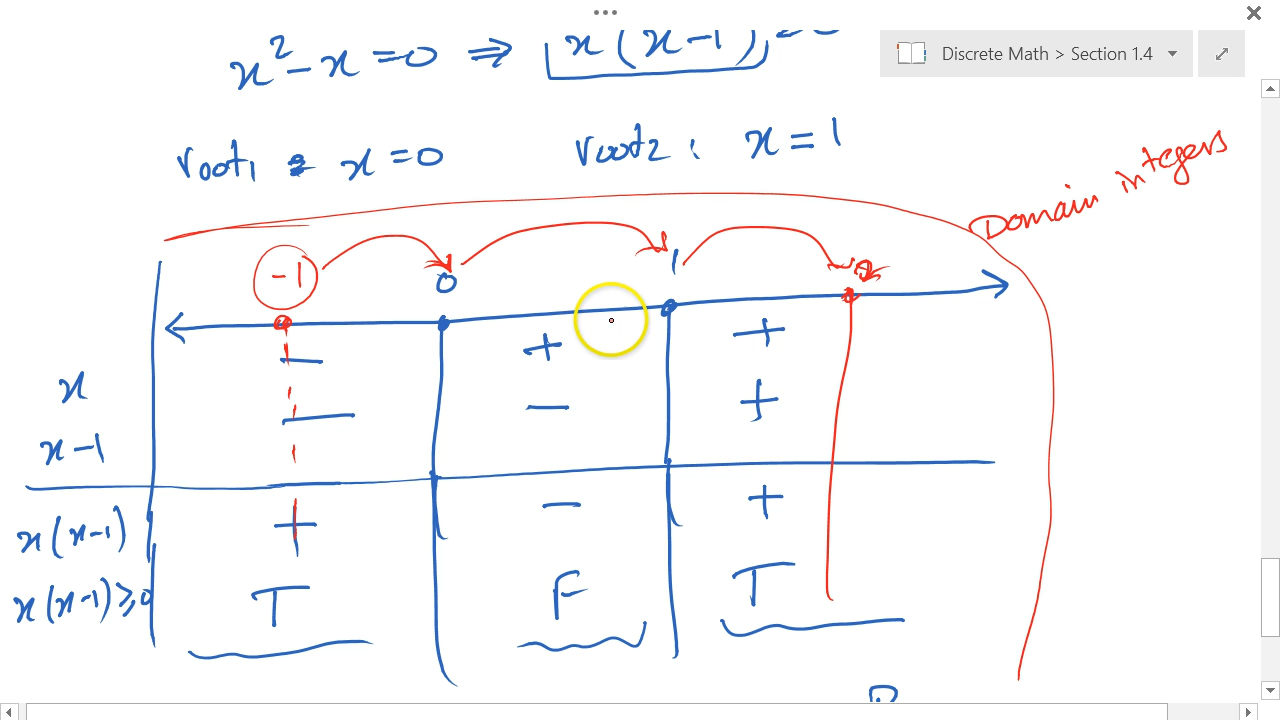 Discrete Math > Section 1.4
x² - x = 0 ⇒ x(x-1) = 0
root1 : x = 0 root2 : x = 1
Domain integers
-1 0 1
x - + +
x-1 - - +
x(x-1) + - +
x(x-1) ≥ 0 T F T